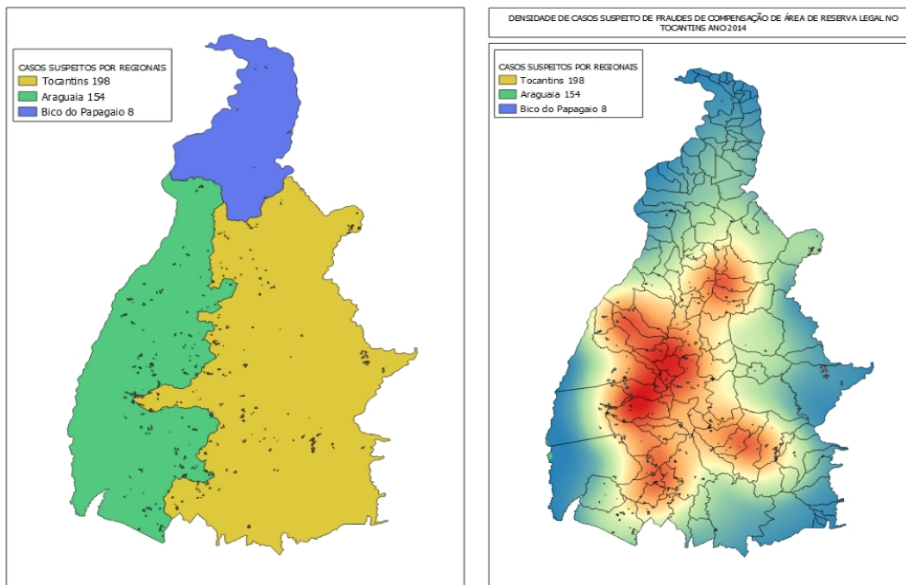 CASOS SUSPEITOS POR REGIONAIS
Tocantins 198
Araguaia 154
Bico do Papagaio 8
DENSIDADE DE CASOS SUSPEITO DE FRAUDES DE COMPENSAÇÃO DE ÁREA DE RESERVA LEGAL NO
TOCANTINS ANO 2014
CASOS SUSPEITOS POR REGIONAIS
Tocantins 198
Araguaia 154
Bico do Papagaio 8